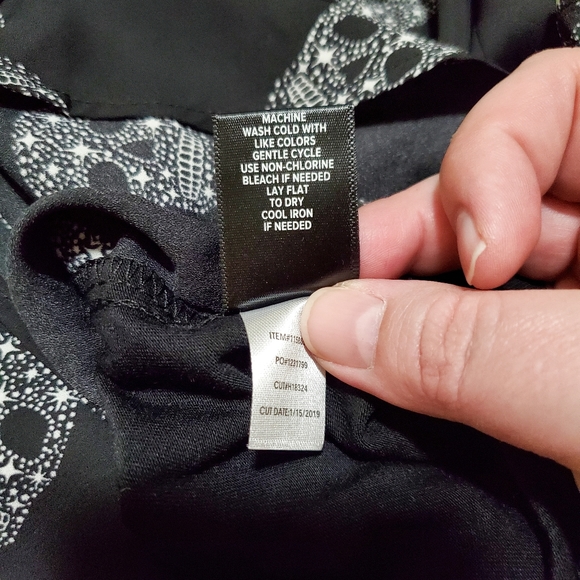 MACHINE
WASH COLD WITH
LIKE COLORS
GENTLE CYCLE
USE NON-CHLORINE
BLEACH IF NEEDED
LAY FLAT
TO DRY
COOL IRON
IF NEEDED
PO#1231799
CUT#H18324
CUT DATE:1/15/2019